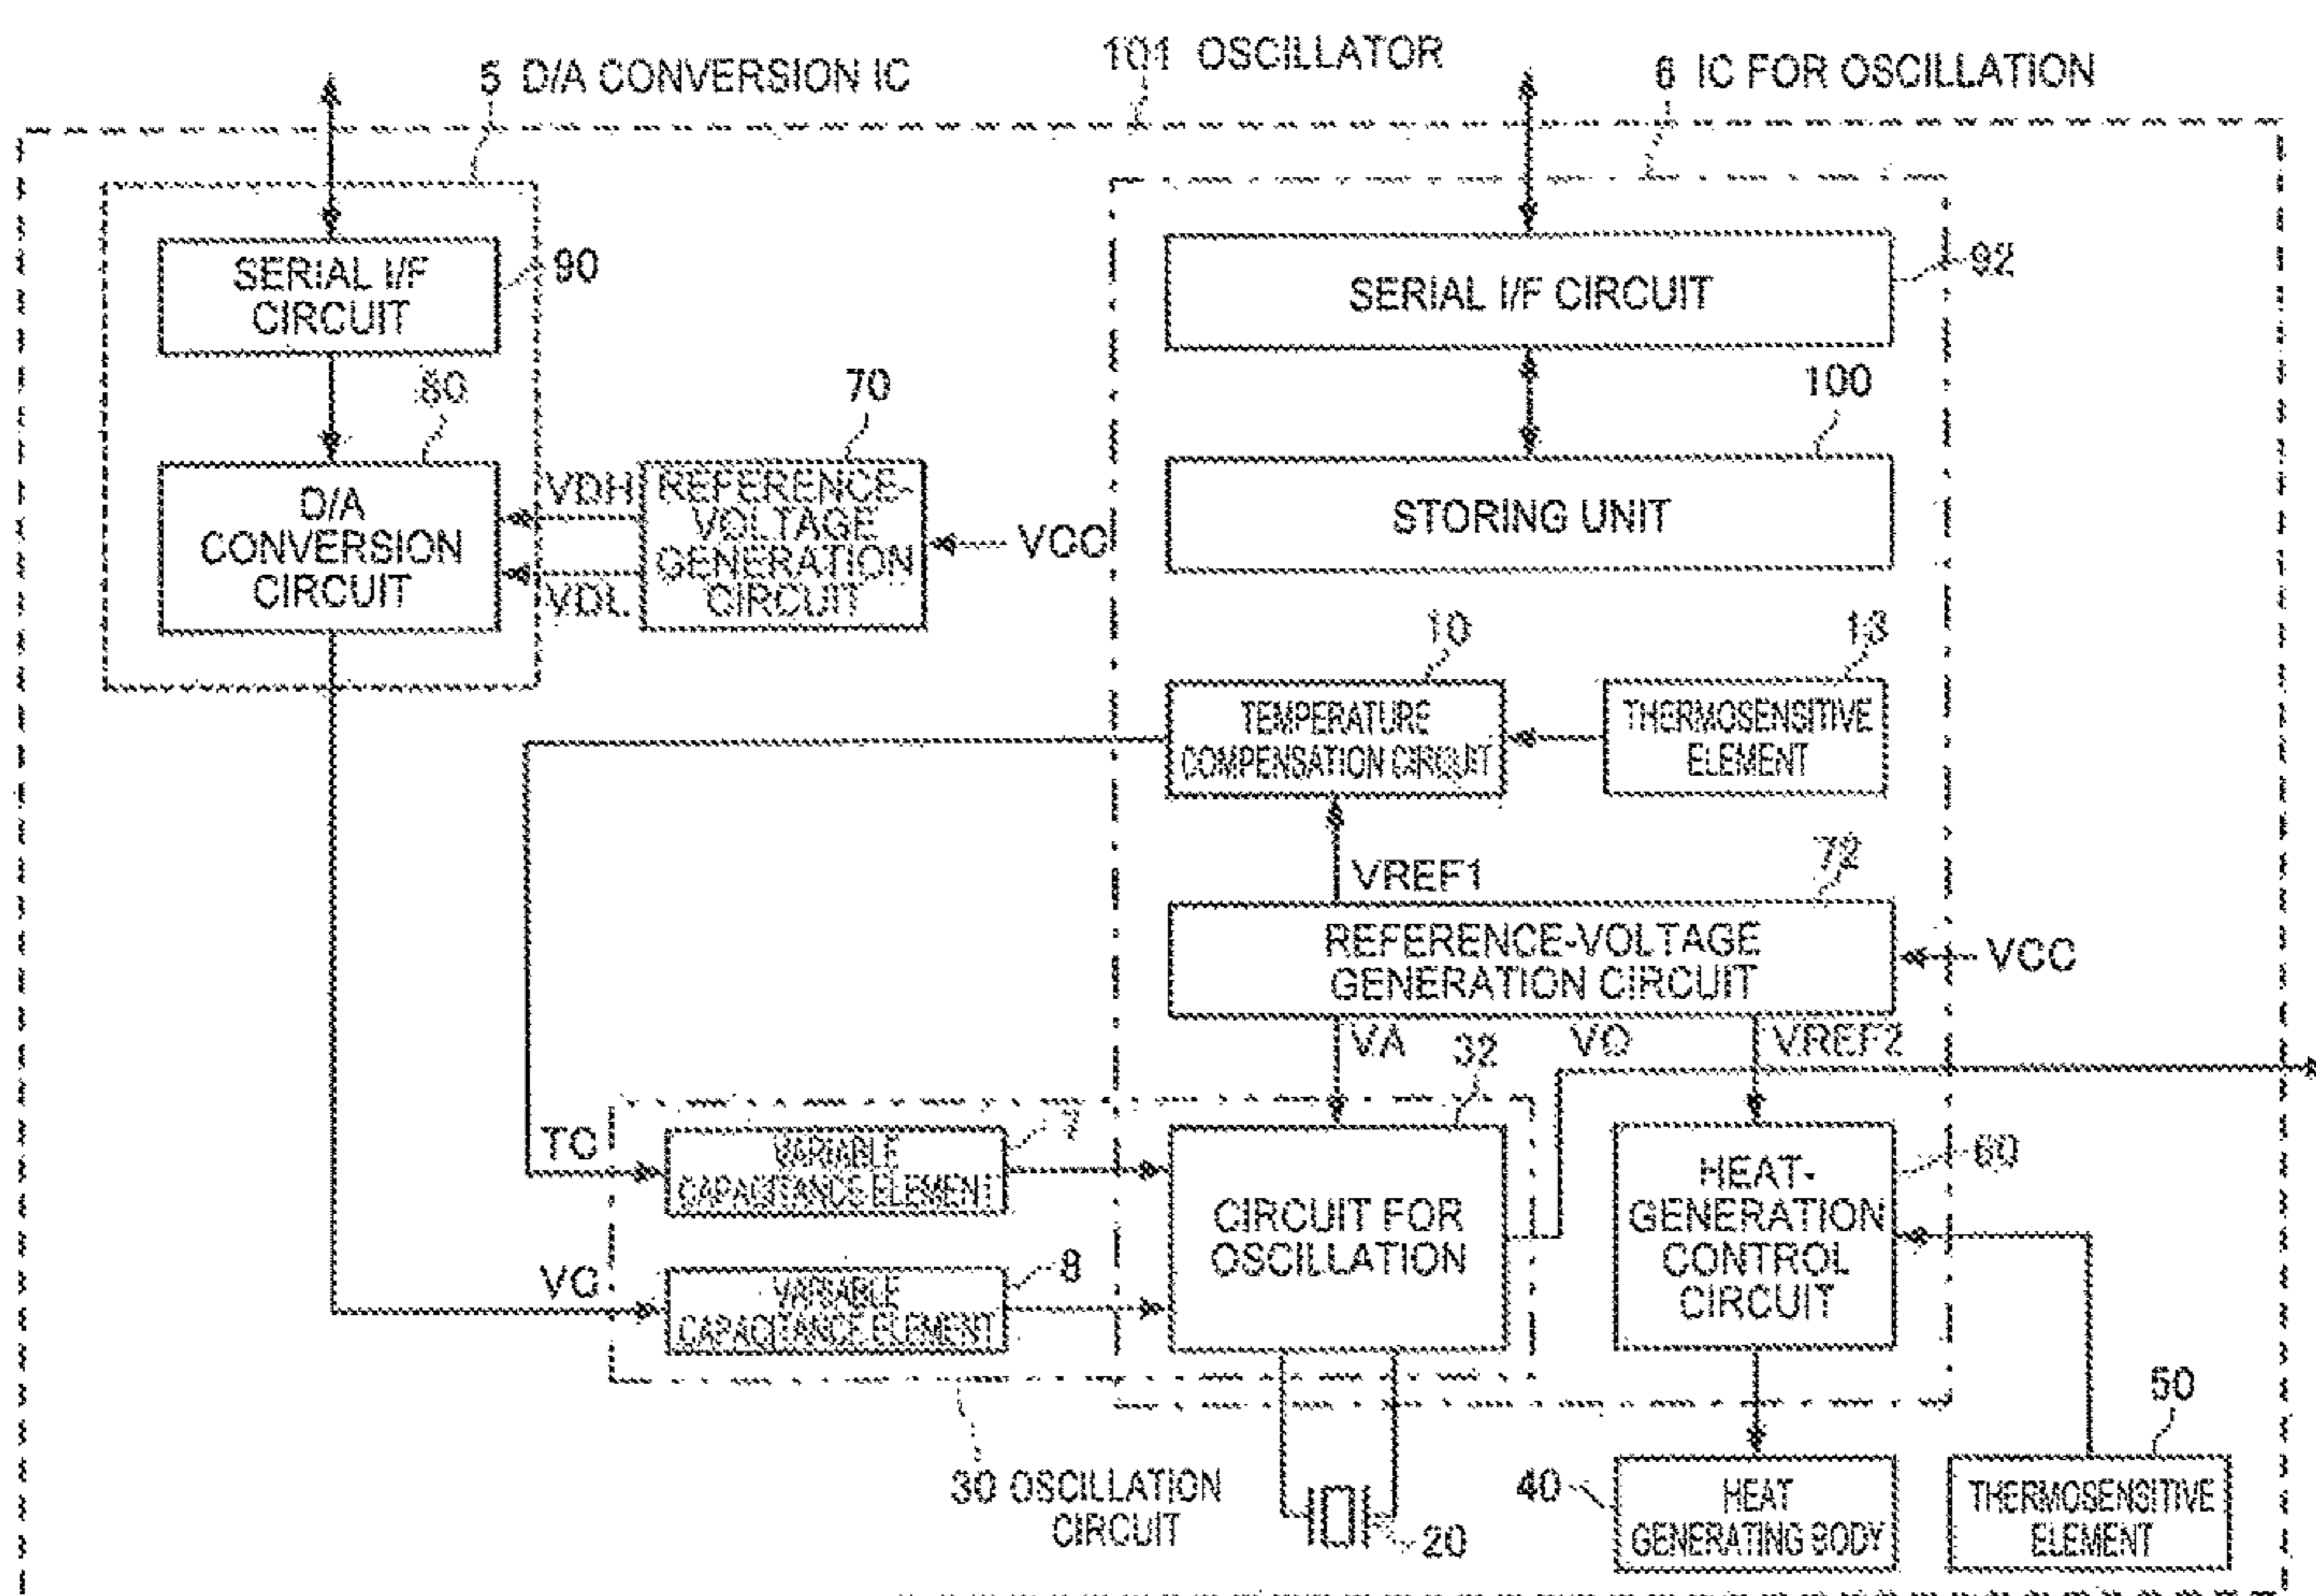 101 OSCILLATOR
5 D/A CONVERSION IC
6 IC FOR OSCILLATION
SERIAL I/F
CIRCUIT
90
SERIAL I/F CIRCUIT
92
80
70
100
D/A
CONVERSION
CIRCUIT
VDH
VDL
REFERENCE-
VOLTAGE
GENERATION
CIRCUIT
VCC
STORING UNIT
10
13
TEMPERATURE
COMPENSATION CIRCUIT
THERMOSENSITIVE
ELEMENT
VREF1
72
REFERENCE-VOLTAGE
GENERATION CIRCUIT
VCC
VA
32
VO
VREF2
TC
VARIABLE
CAPACITANCE ELEMENT
7
CIRCUIT FOR
OSCILLATION
HEAT-
GENERATION
CONTROL
CIRCUIT
60
VC
VARIABLE
CAPACITANCE ELEMENT
8
30 OSCILLATION
CIRCUIT
20
40
HEAT
GENERATING BODY
50
THERMOSENSITIVE
ELEMENT